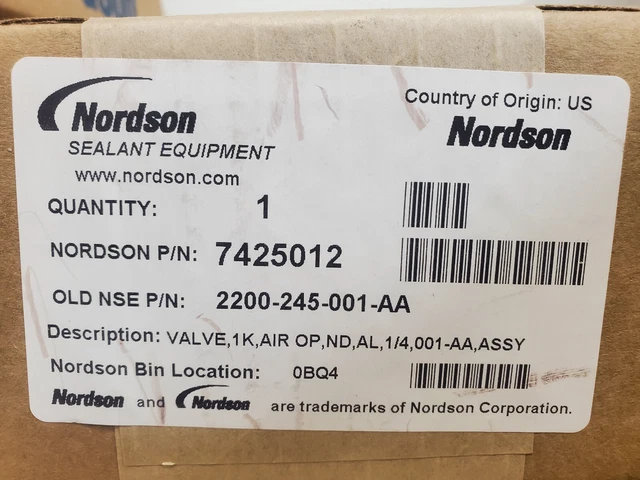 Nordson
SEALANT EQUIPMENT
www.nordson.com
Country of Origin: US
Nordson
QUANTITY: 1
NORDSON P/N: 7425012
OLD NSE P/N: 2200-245-001-AA
Description: VALVE,1K,AIR OP,ND,AL,1/4,001-AA,ASSY
Nordson Bin Location: 0BQ4
Nordson and Nordson are trademarks of Nordson Corporation.